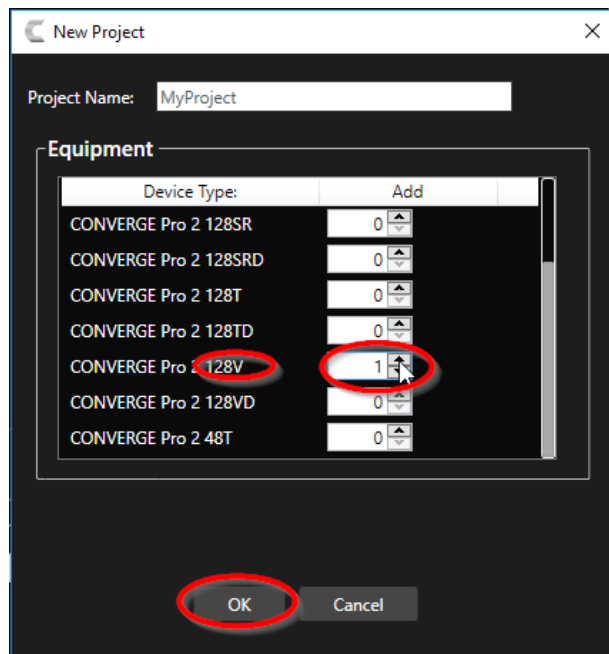 New Project
Project Name: MyProject
Equipment
Device Type: Add
CONVERGE Pro 2 128SR 0
CONVERGE Pro 2 128SRD 0
CONVERGE Pro 2 128T 0
CONVERGE Pro 2 128TD 0
CONVERGE Pro 2 128V 1
CONVERGE Pro 2 128VD 0
CONVERGE Pro 2 48T 0
OK Cancel